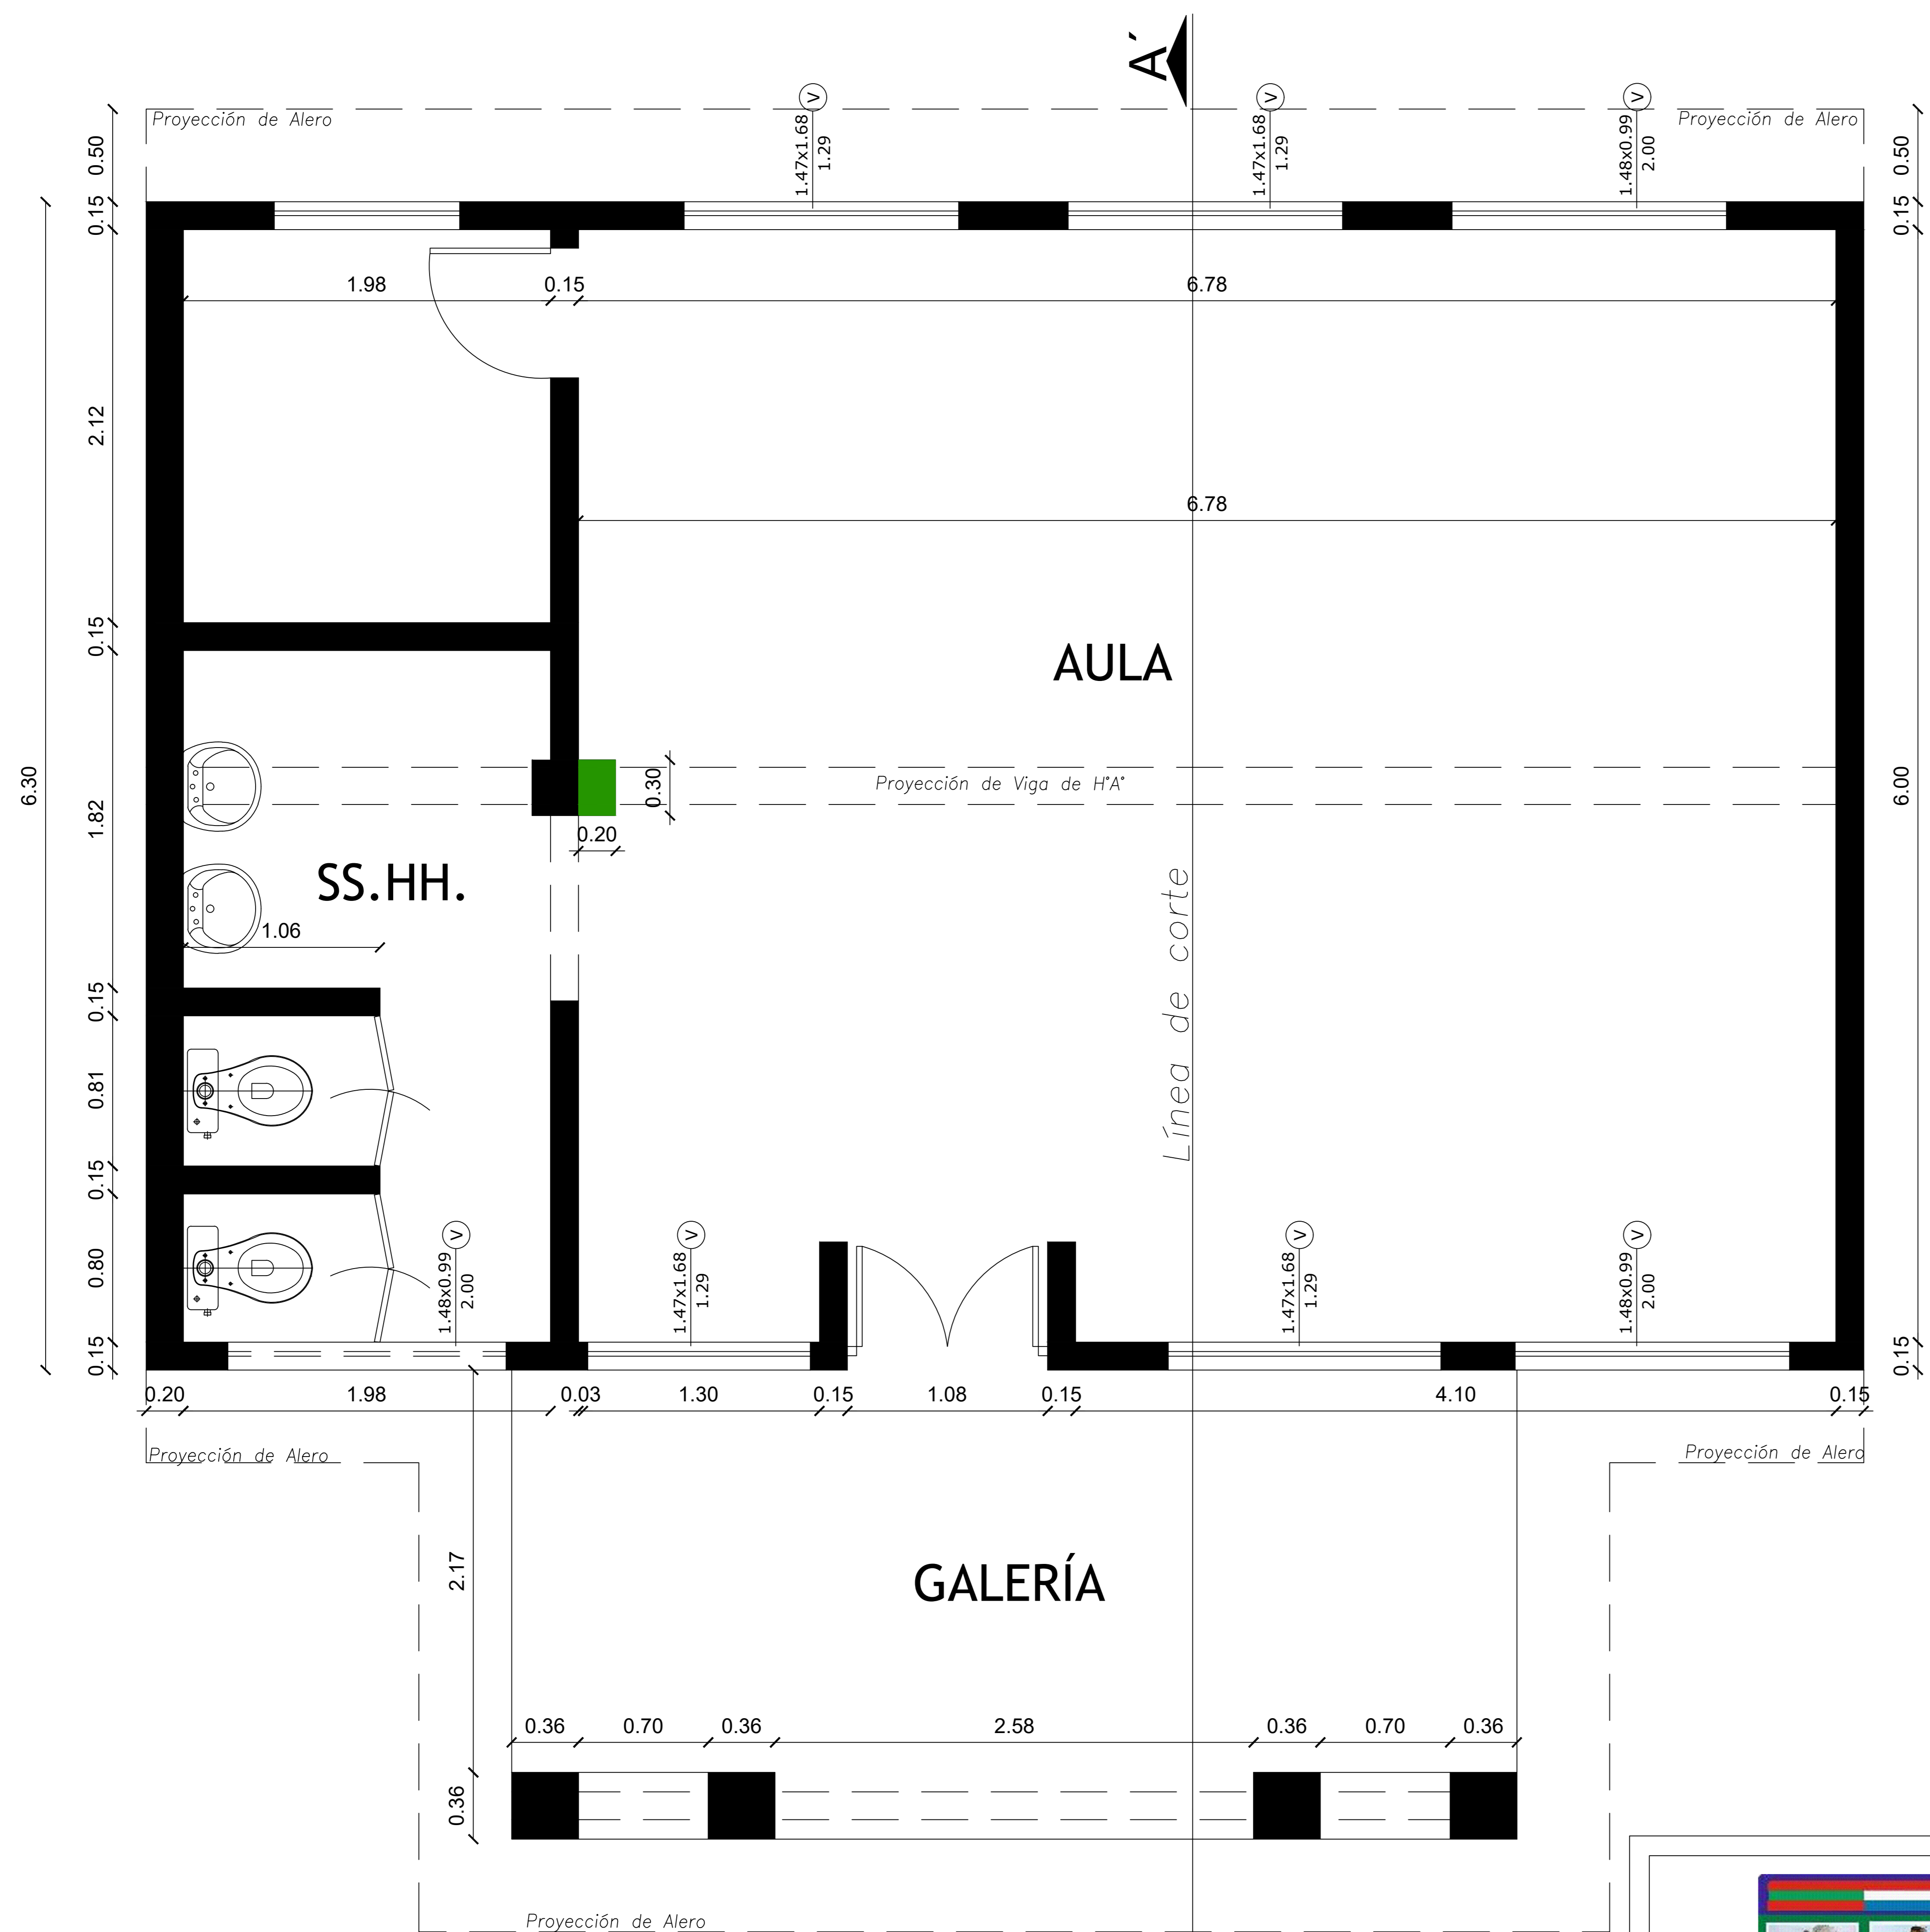 A´
Proyección de Alero
Proyección de Alero
V
V
V
1.47x1.68
1.29
1.47x1.68
1.29
1.48x0.99
2.00
0.50
0.50
0.15
0.15
1.98
0.15
6.78
2.12
6.78
0.15
AULA
6.30
1.82
0.30
Proyección de Viga de H°A°
6.00
0.20
SS.HH.
1.06
Línea de corte
0.15
0.81
0.15
0.80
0.15
V
V
V
V
1.48x0.99
2.00
1.47x1.68
1.29
1.47x1.68
1.29
1.48x0.99
2.00
0.15
0.20
1.98
0.03
1.30
0.15
1.08
0.15
4.10
0.15
Proyección de Alero
Proyección de Alero
2.17
GALERÍA
0.36
0.70
0.36
2.58
0.36
0.70
0.36
0.36
Proyección de Alero